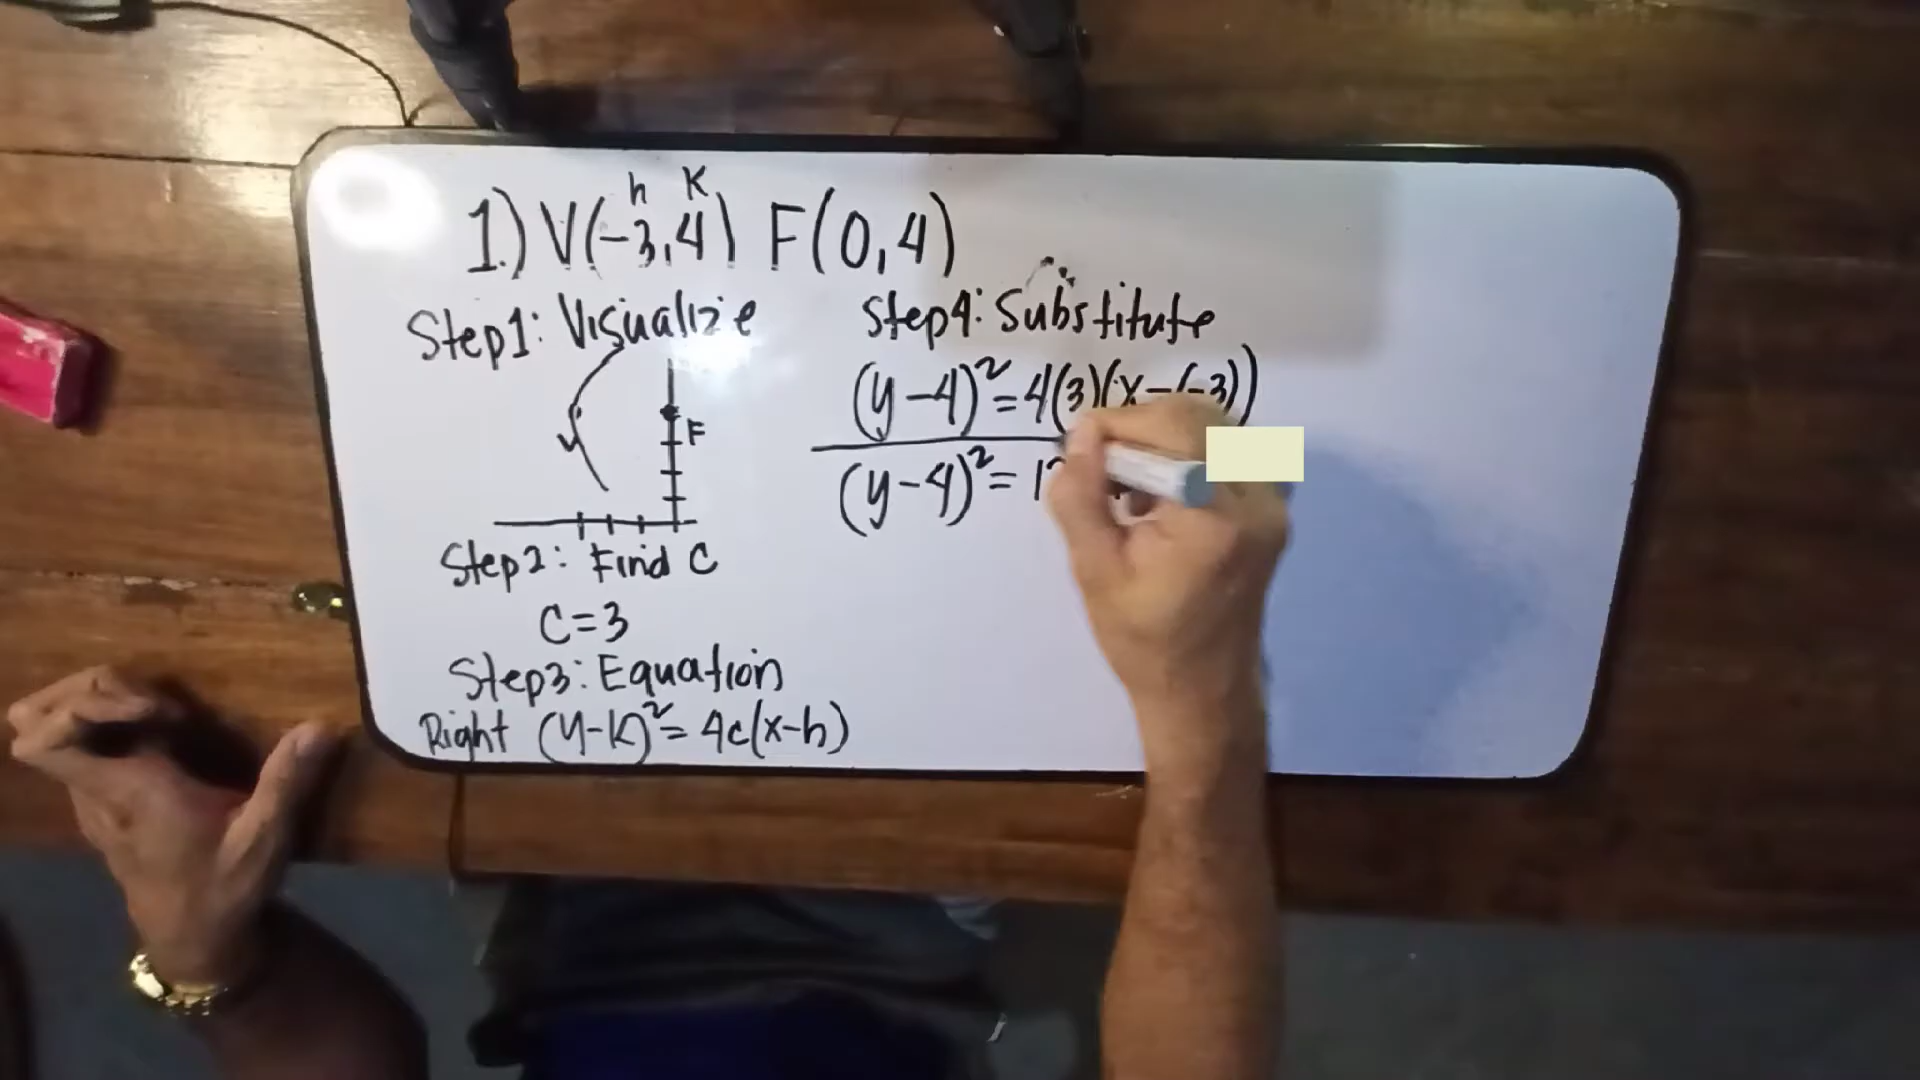 h K
1.) V(-3,4) F(0,4)
Step1: Visualize
V
F
Step2: Find C
C=3
Step3: Equation
Right (y-k)²=4c(x-h)
Step4: Substitute
(y-4)²=4(3)(x-(-3))
(y-4)²=12